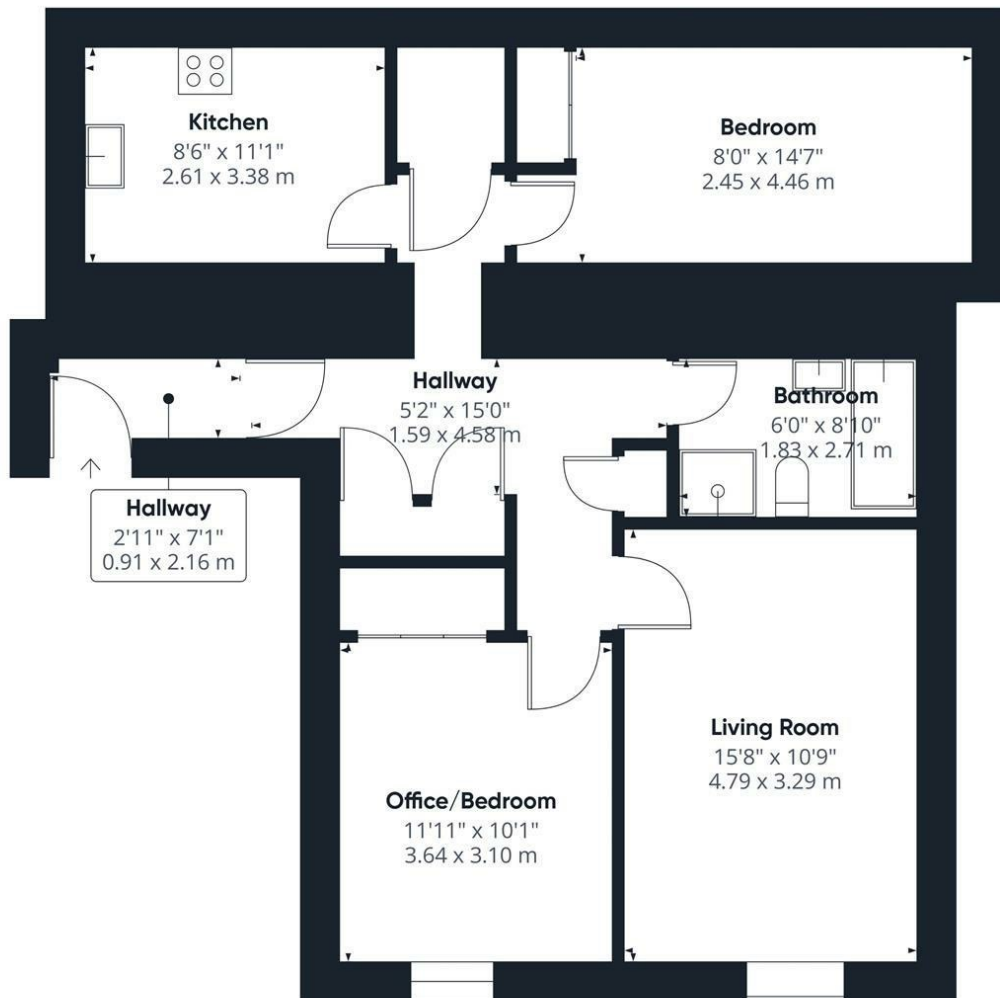 Kitchen
8'6" x 11'1"
2.61 x 3.38 m
Bedroom
8'0" x 14'7"
2.45 x 4.46 m
Hallway
5'2" x 15'0"
1.59 x 4.58 m
Bathroom
6'0" x 8'10"
1.83 x 2.71 m
Hallway
2'11" x 7'1"
0.91 x 2.16 m
Living Room
15'8" x 10'9"
4.79 x 3.29 m
Office/Bedroom
11'11" x 10'1"
3.64 x 3.10 m